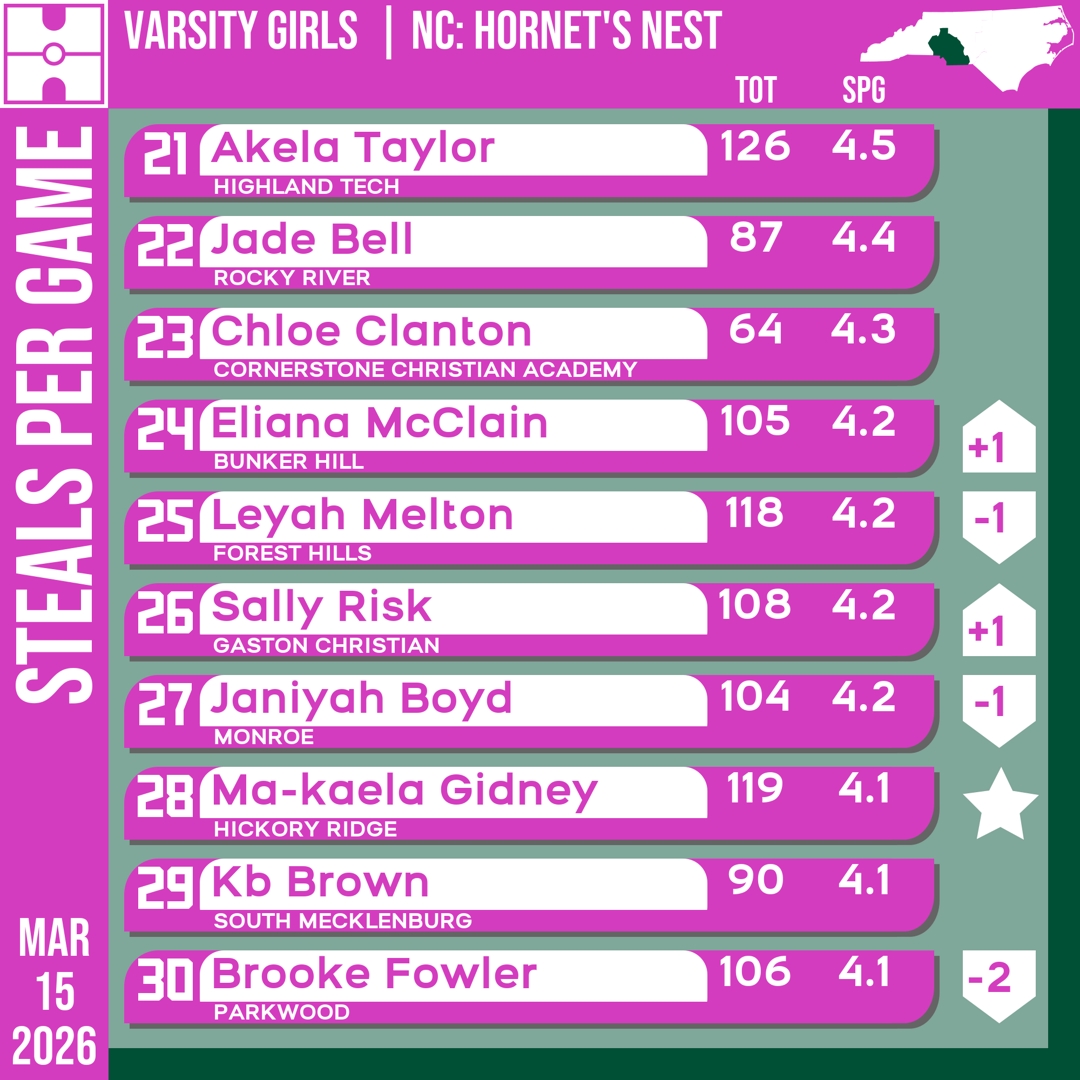 VARSITY GIRLS | NC: HORNET'S NEST
TOT SPG
STEALS PER GAME
21 Akela Taylor 126 4.5
HIGHLAND TECH
22 Jade Bell 87 4.4
ROCKY RIVER
23 Chloe Clanton 64 4.3
CORNERSTONE CHRISTIAN ACADEMY
24 Eliana McClain 105 4.2 +1
BUNKER HILL
25 Leyah Melton 118 4.2 -1
FOREST HILLS
26 Sally Risk 108 4.2 +1
GASTON CHRISTIAN
27 Janiyah Boyd 104 4.2 -1
MONROE
28 Ma-kaela Gidney 119 4.1
HICKORY RIDGE
29 Kb Brown 90 4.1
SOUTH MECKLENBURG
30 Brooke Fowler 106 4.1 -2
PARKWOOD
MAR
15
2026